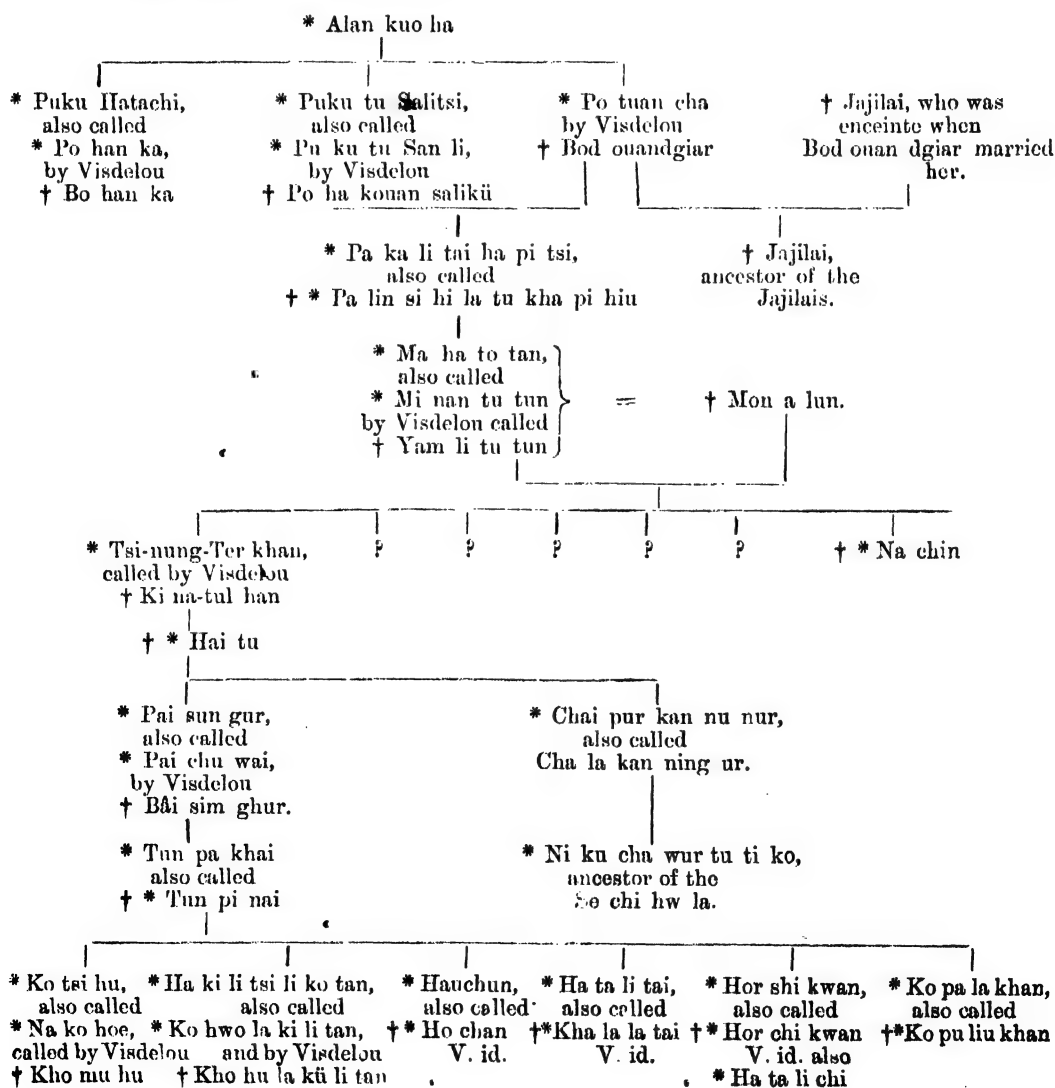 * Alan kuo ha
* Puku Hatachi,
also called
* Po han ka,
by Visdelou
† Bo han ka
* Puku tu Salitsi,
also called
* Pu ku tu San li,
by Visdelou
† Po ha kouan salikü
* Po tuan cha
by Visdelou
† Bod ouandgiar
† Jajilai, who was
enceinte when
Bod ouan dgiar married
her.
* Pa ka li tai ha pi tsi,
also called
† * Pa lin si hi la tu kha pi hiu
† Jajilai,
ancestor of the
Jajilais.
* Ma ha to tan,
also called
* Mi nan tu tun
by Visdelou called
† Yam li tu tun
=
† Mon a lun.
* Tsi-nung-Ter khan,
called by Visdelou
† Ki na-tul han
? ? ? ? ?
† * Na chin
† * Hai tu
* Pai sun gur,
also called
* Pai chu wai,
by Visdelou
† Bâi sim ghur.
* Chai pur kan nu nur,
also called
Cha la kan ning ur.
* Tun pa khai
also called
† * Tun pi nai
* Ni ku cha wur tu ti ko,
ancestor of the
Se chi hw la.
* Ko tsi hu,
also called
* Na ko hoe,
called by Visdelou
† Kho mu hu
* Ha ki li tsi li ko tan,
also called
* Ko hwo la ki li tan,
and by Visdelou
† Kho hu la kü li tan
* Hauchun,
also called
† * Ho chan
V. id.
* Ha ta li tai,
also called
†* Kha la la tai
V. id.
* Hor shi kwan,
also called
† * Hor chi kwan
V. id. also
* Ha ta li chi
* Ko pa la khan,
also called
†* Ko pu liu khan